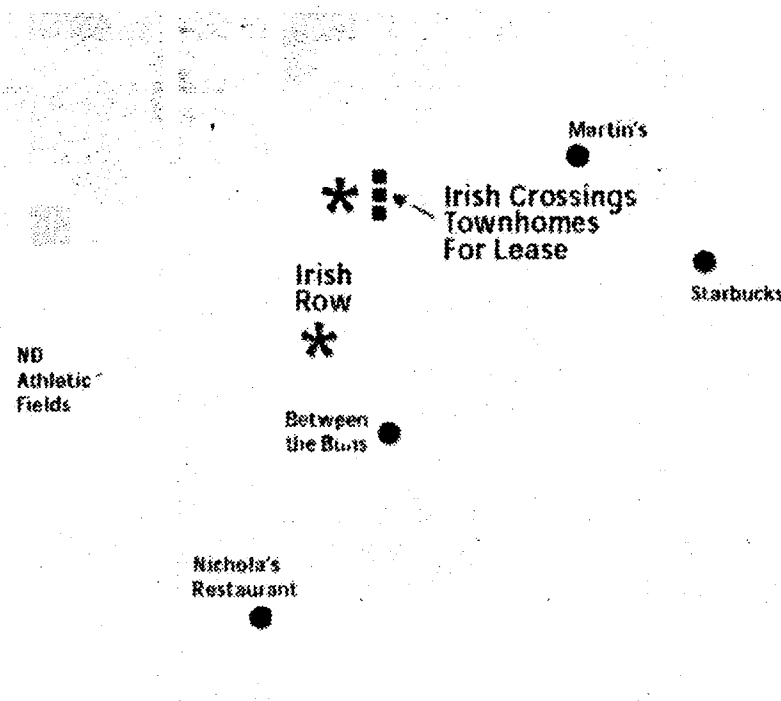 Martin's
Irish Crossings
Townhomes
For Lease
Starbucks
Irish
Row
ND
Athletic
Fields
Between
the Buns
Nichola's
Restaurant